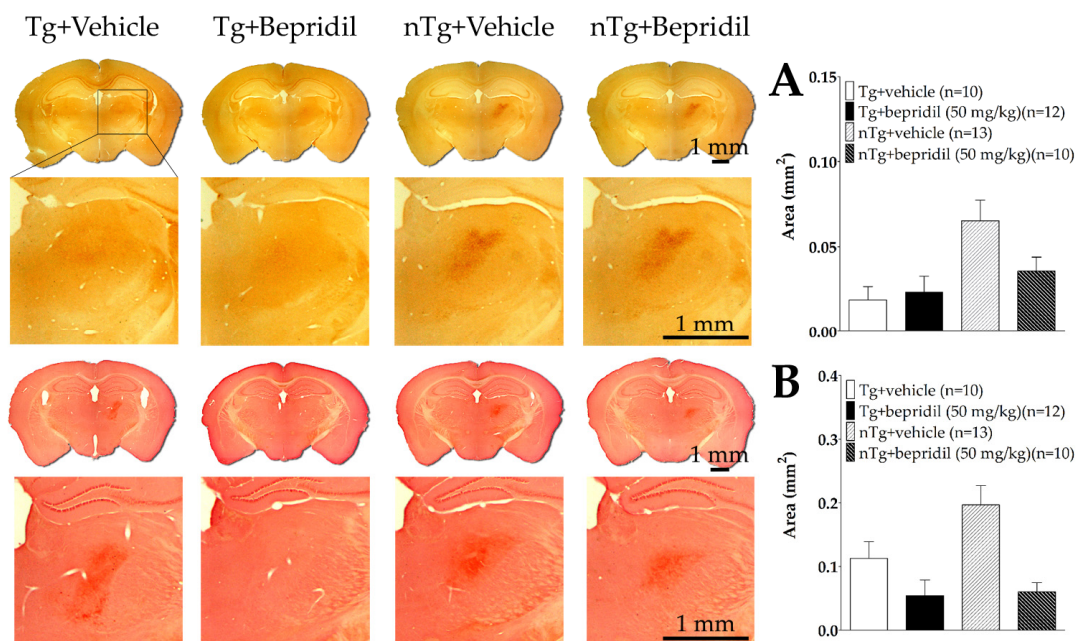 Tg+Vehicle Tg+Bepridil nTg+Vehicle nTg+Bepridil
1 mm
1 mm
1 mm
1 mm
A
0.15
0.10
0.05
0.00
Area (mm²)
Tg+vehicle (n=10)
Tg+bepridil (50 mg/kg)(n=12)
nTg+vehicle (n=13)
nTg+bepridil (50 mg/kg)(n=10)
B
0.4
0.3
0.2
0.1
0.0
Area (mm²)
Tg+vehicle (n=10)
Tg+bepridil (50 mg/kg)(n=12)
nTg+vehicle (n=13)
nTg+bepridil (50 mg/kg)(n=10)